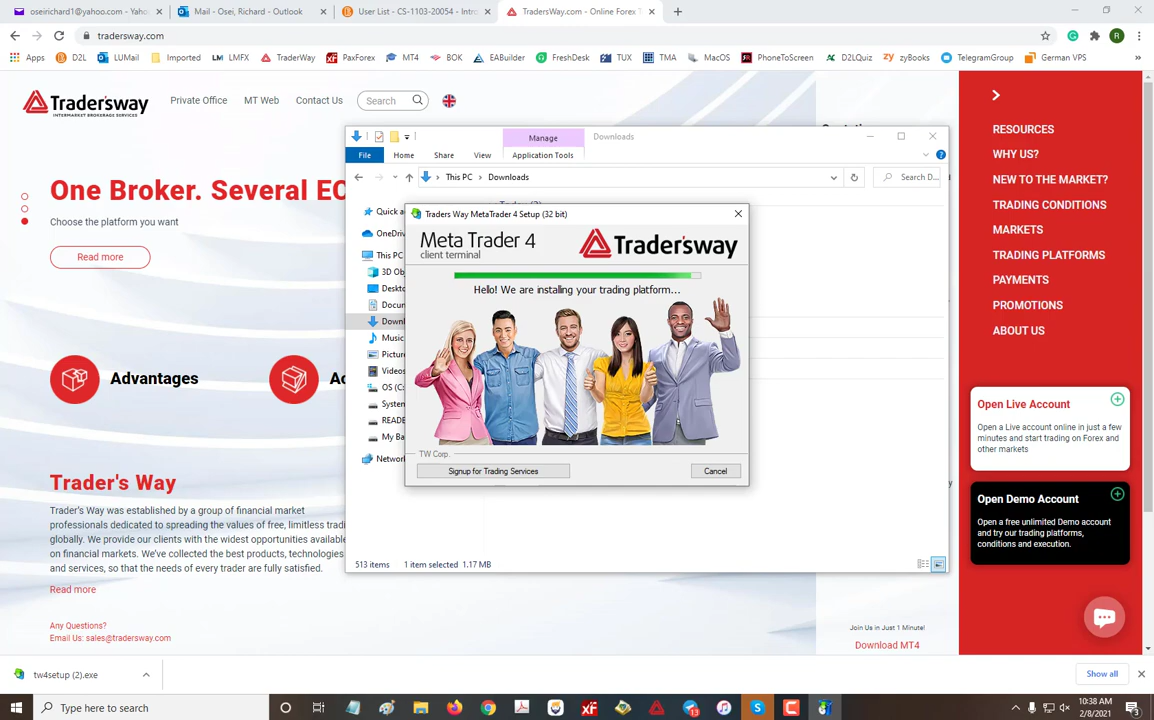 oseirichard1@yahoo.com - Yaho
Mail - Osei, Richard - Outlook
User List - CS-1103-20054 - Intro
TradersWay.com - Online Forex T
tradersway.com
R
Apps
D2L
LUMail
Imported
LMFX
TraderWay
PaxForex
MT4
BOK
EABuilder
FreshDesk
TUX
TMA
MacOS
PhoneToScreen
D2LQuiz
zyBooks
TelegramGroup
German VPS
Tradersway
INTERMARKET BROKERAGE SERVICES
Private Office
MT Web
Contact Us
Search
One Broker. Several EC
Choose the platform you want
Read more
Advantages
Trader's Way
Trader's Way was established by a group of financial market
professionals dedicated to spreading the values of free, limitless tradi
globally. We provide our clients with the widest opportunities available
on financial markets. We've collected the best products, technologies
and services, so that the needs of every trader are fully satisfied.
Read more
Any Questions?
Email Us: sales@tradersway.com
Manage
Downloads
File
Home
Share
View
Application Tools
This PC
Downloads
Search D...
Quick a
OneDriv
This PC
3D Obj
Deskto
Docum
Downl
Music
Picture
Videos
OS (C:
System
READE
My Ba
Networ
513 items
1 item selected 1.17 MB
Traders Way MetaTrader 4 Setup (32 bit)
Meta Trader 4
client terminal
Tradersway
Hello! We are installing your trading platform...
TW Corp.
Signup for Trading Services
Cancel
RESOURCES
WHY US?
NEW TO THE MARKET?
TRADING CONDITIONS
MARKETS
TRADING PLATFORMS
PAYMENTS
PROMOTIONS
ABOUT US
Open Live Account
Open a Live account online in just a few
minutes and start trading on Forex and
other markets
Open Demo Account
Open a free unlimited Demo account
and try our trading platforms,
conditions and execution.
Join Us in Just 1 Minute!
Download MT4
tw4setup (2).exe
Show all
Type here to search
10:38 AM
2/8/2021